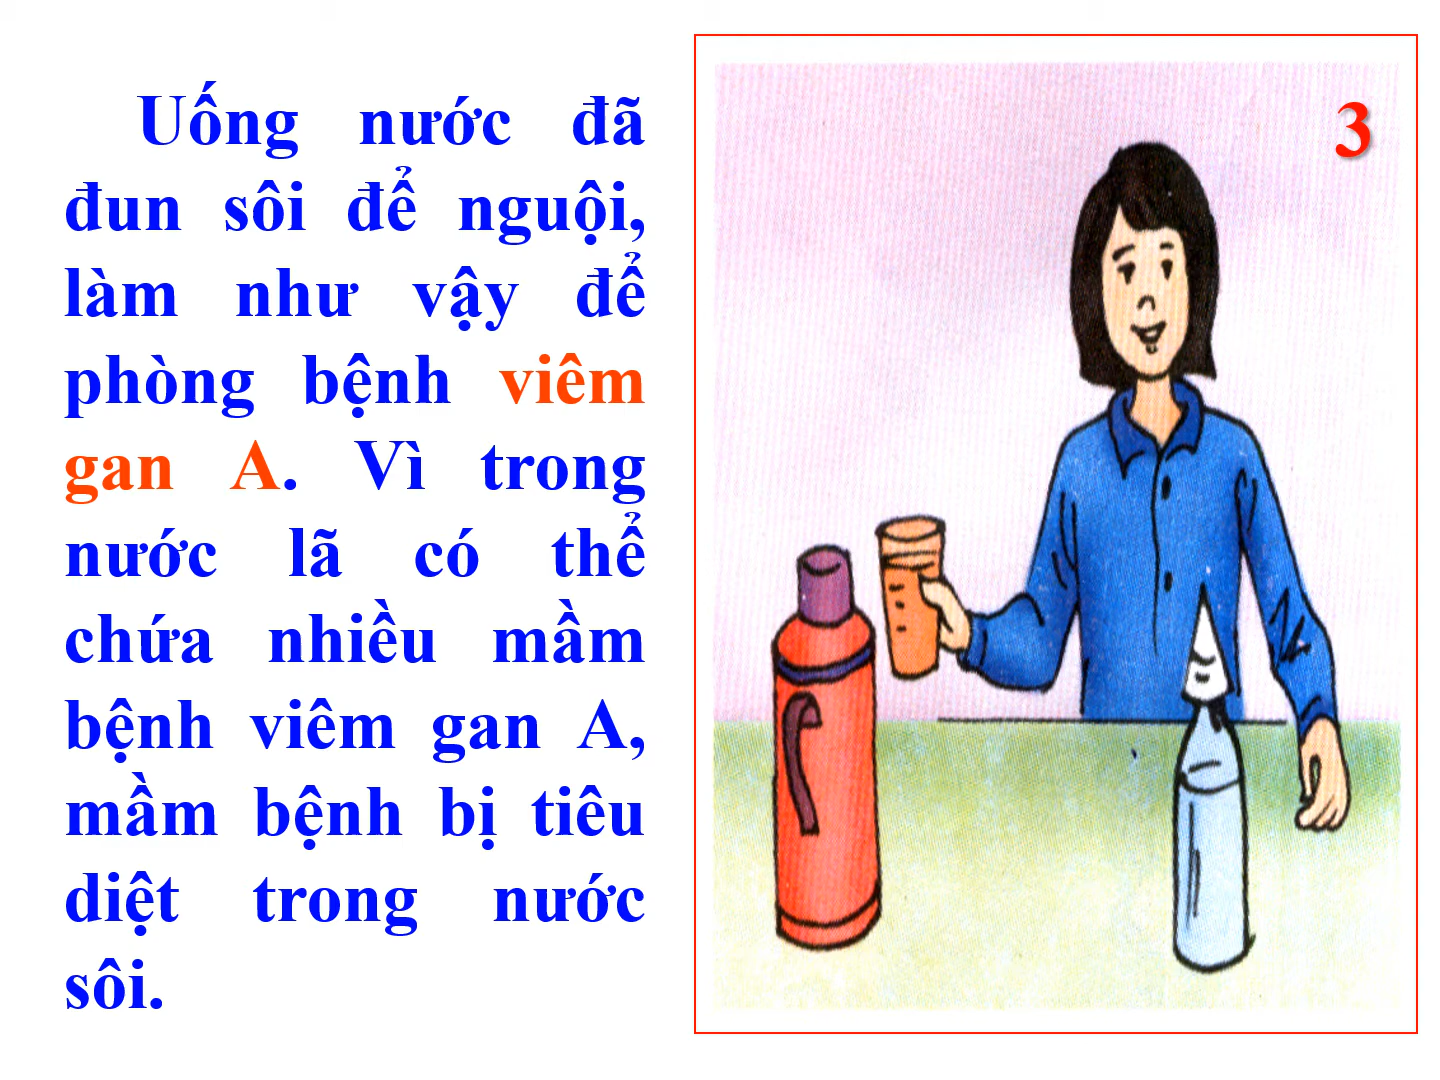 Uống nước đã
đun sôi để nguội,
làm như vậy để
phòng bệnh viêm
gan A. Vì trong
nước lã có thể
chứa nhiều mầm
bệnh viêm gan A,
mầm bệnh bị tiêu
diệt trong nước
sôi.
3